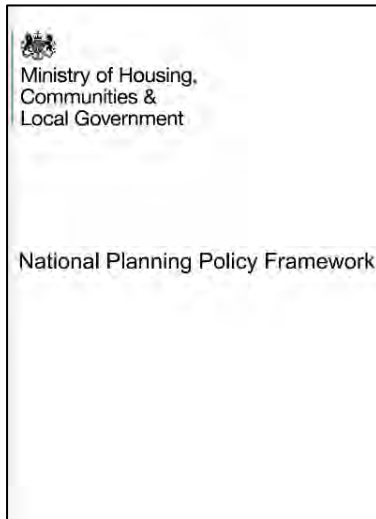 Ministry of Housing,
Communities &
Local Government
National Planning Policy Framework